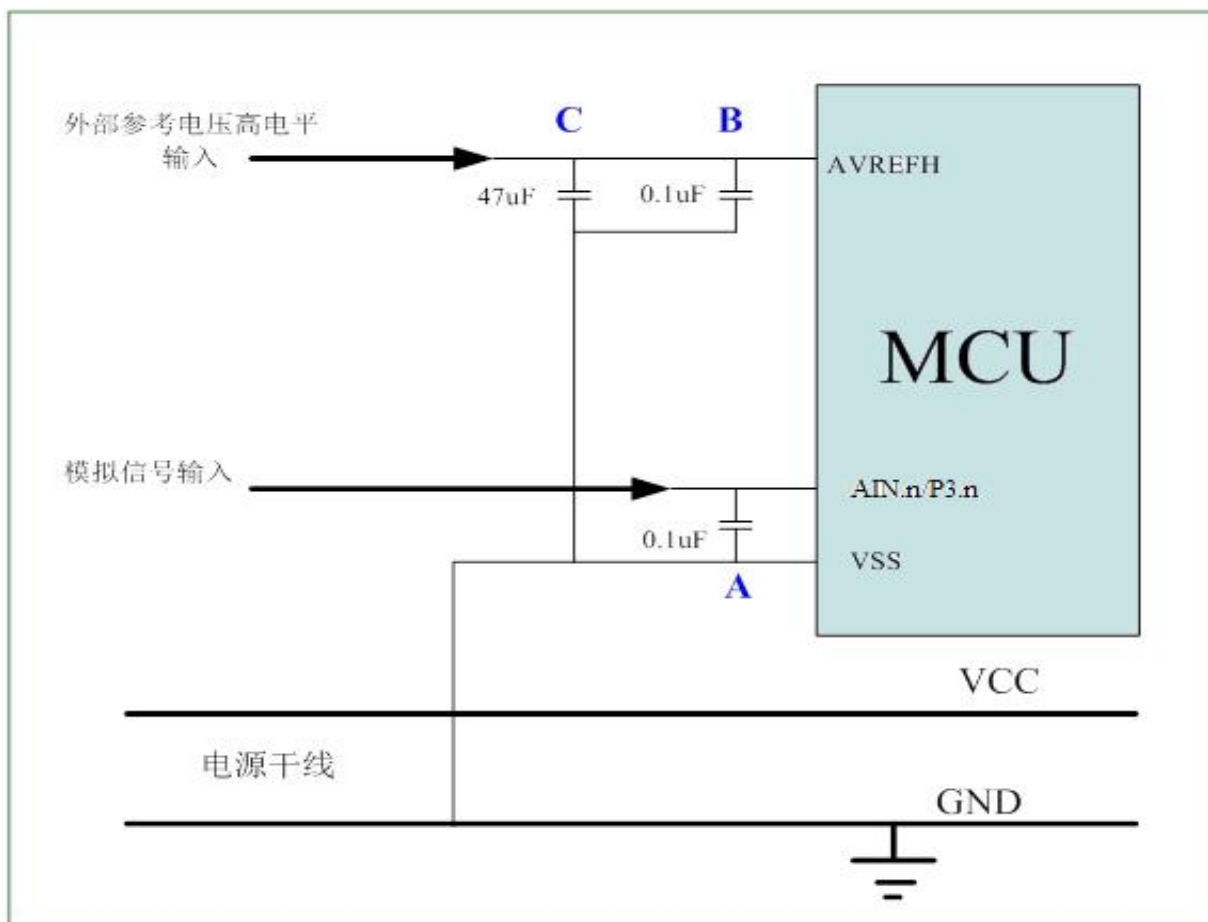 外部参考电压高电平
输入
C
B
47uF
0.1uF
AVREFH
MCU
模拟信号输入
AIN.n/P3.n
0.1uF
VSS
A
VCC
电源干线
GND